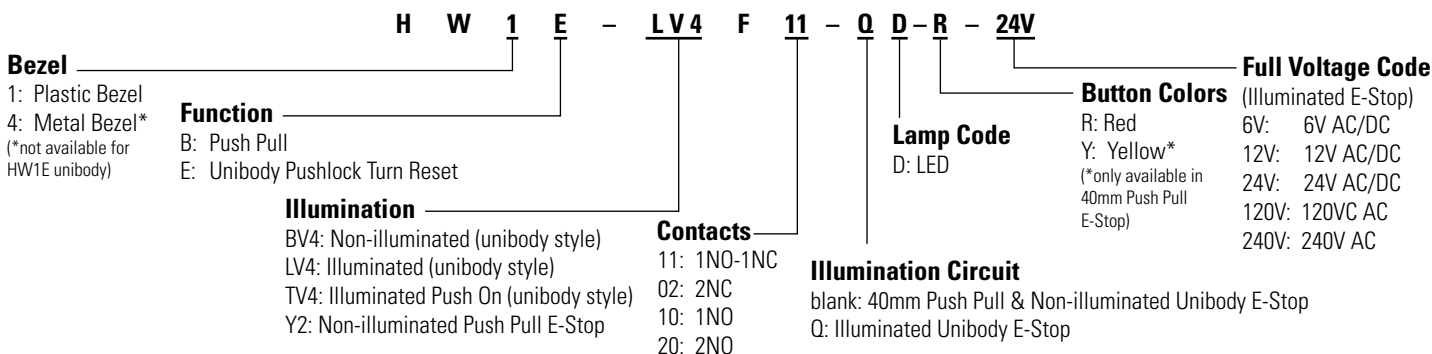 H W 1 E – LV4 F 11 – Q D – R – 24V
Bezel
1: Plastic Bezel
4: Metal Bezel*
(*not available for
HW1E unibody)
Function
B: Push Pull
E: Unibody Pushlock Turn Reset
Illumination
BV4: Non-illuminated (unibody style)
LV4: Illuminated (unibody style)
TV4: Illuminated Push On (unibody style)
Y2: Non-illuminated Push Pull E-Stop
Contacts
11: 1NO-1NC
02: 2NC
10: 1NO
20: 2NO
Illumination Circuit
blank: 40mm Push Pull & Non-illuminated Unibody E-Stop
Q: Illuminated Unibody E-Stop
Lamp Code
D: LED
Button Colors
R: Red
Y: Yellow*
(*only available in
40mm Push Pull
E-Stop)
Full Voltage Code
(Illuminated E-Stop)
6V: 6V AC/DC
12V: 12V AC/DC
24V: 24V AC/DC
120V: 120VC AC
240V: 240V AC